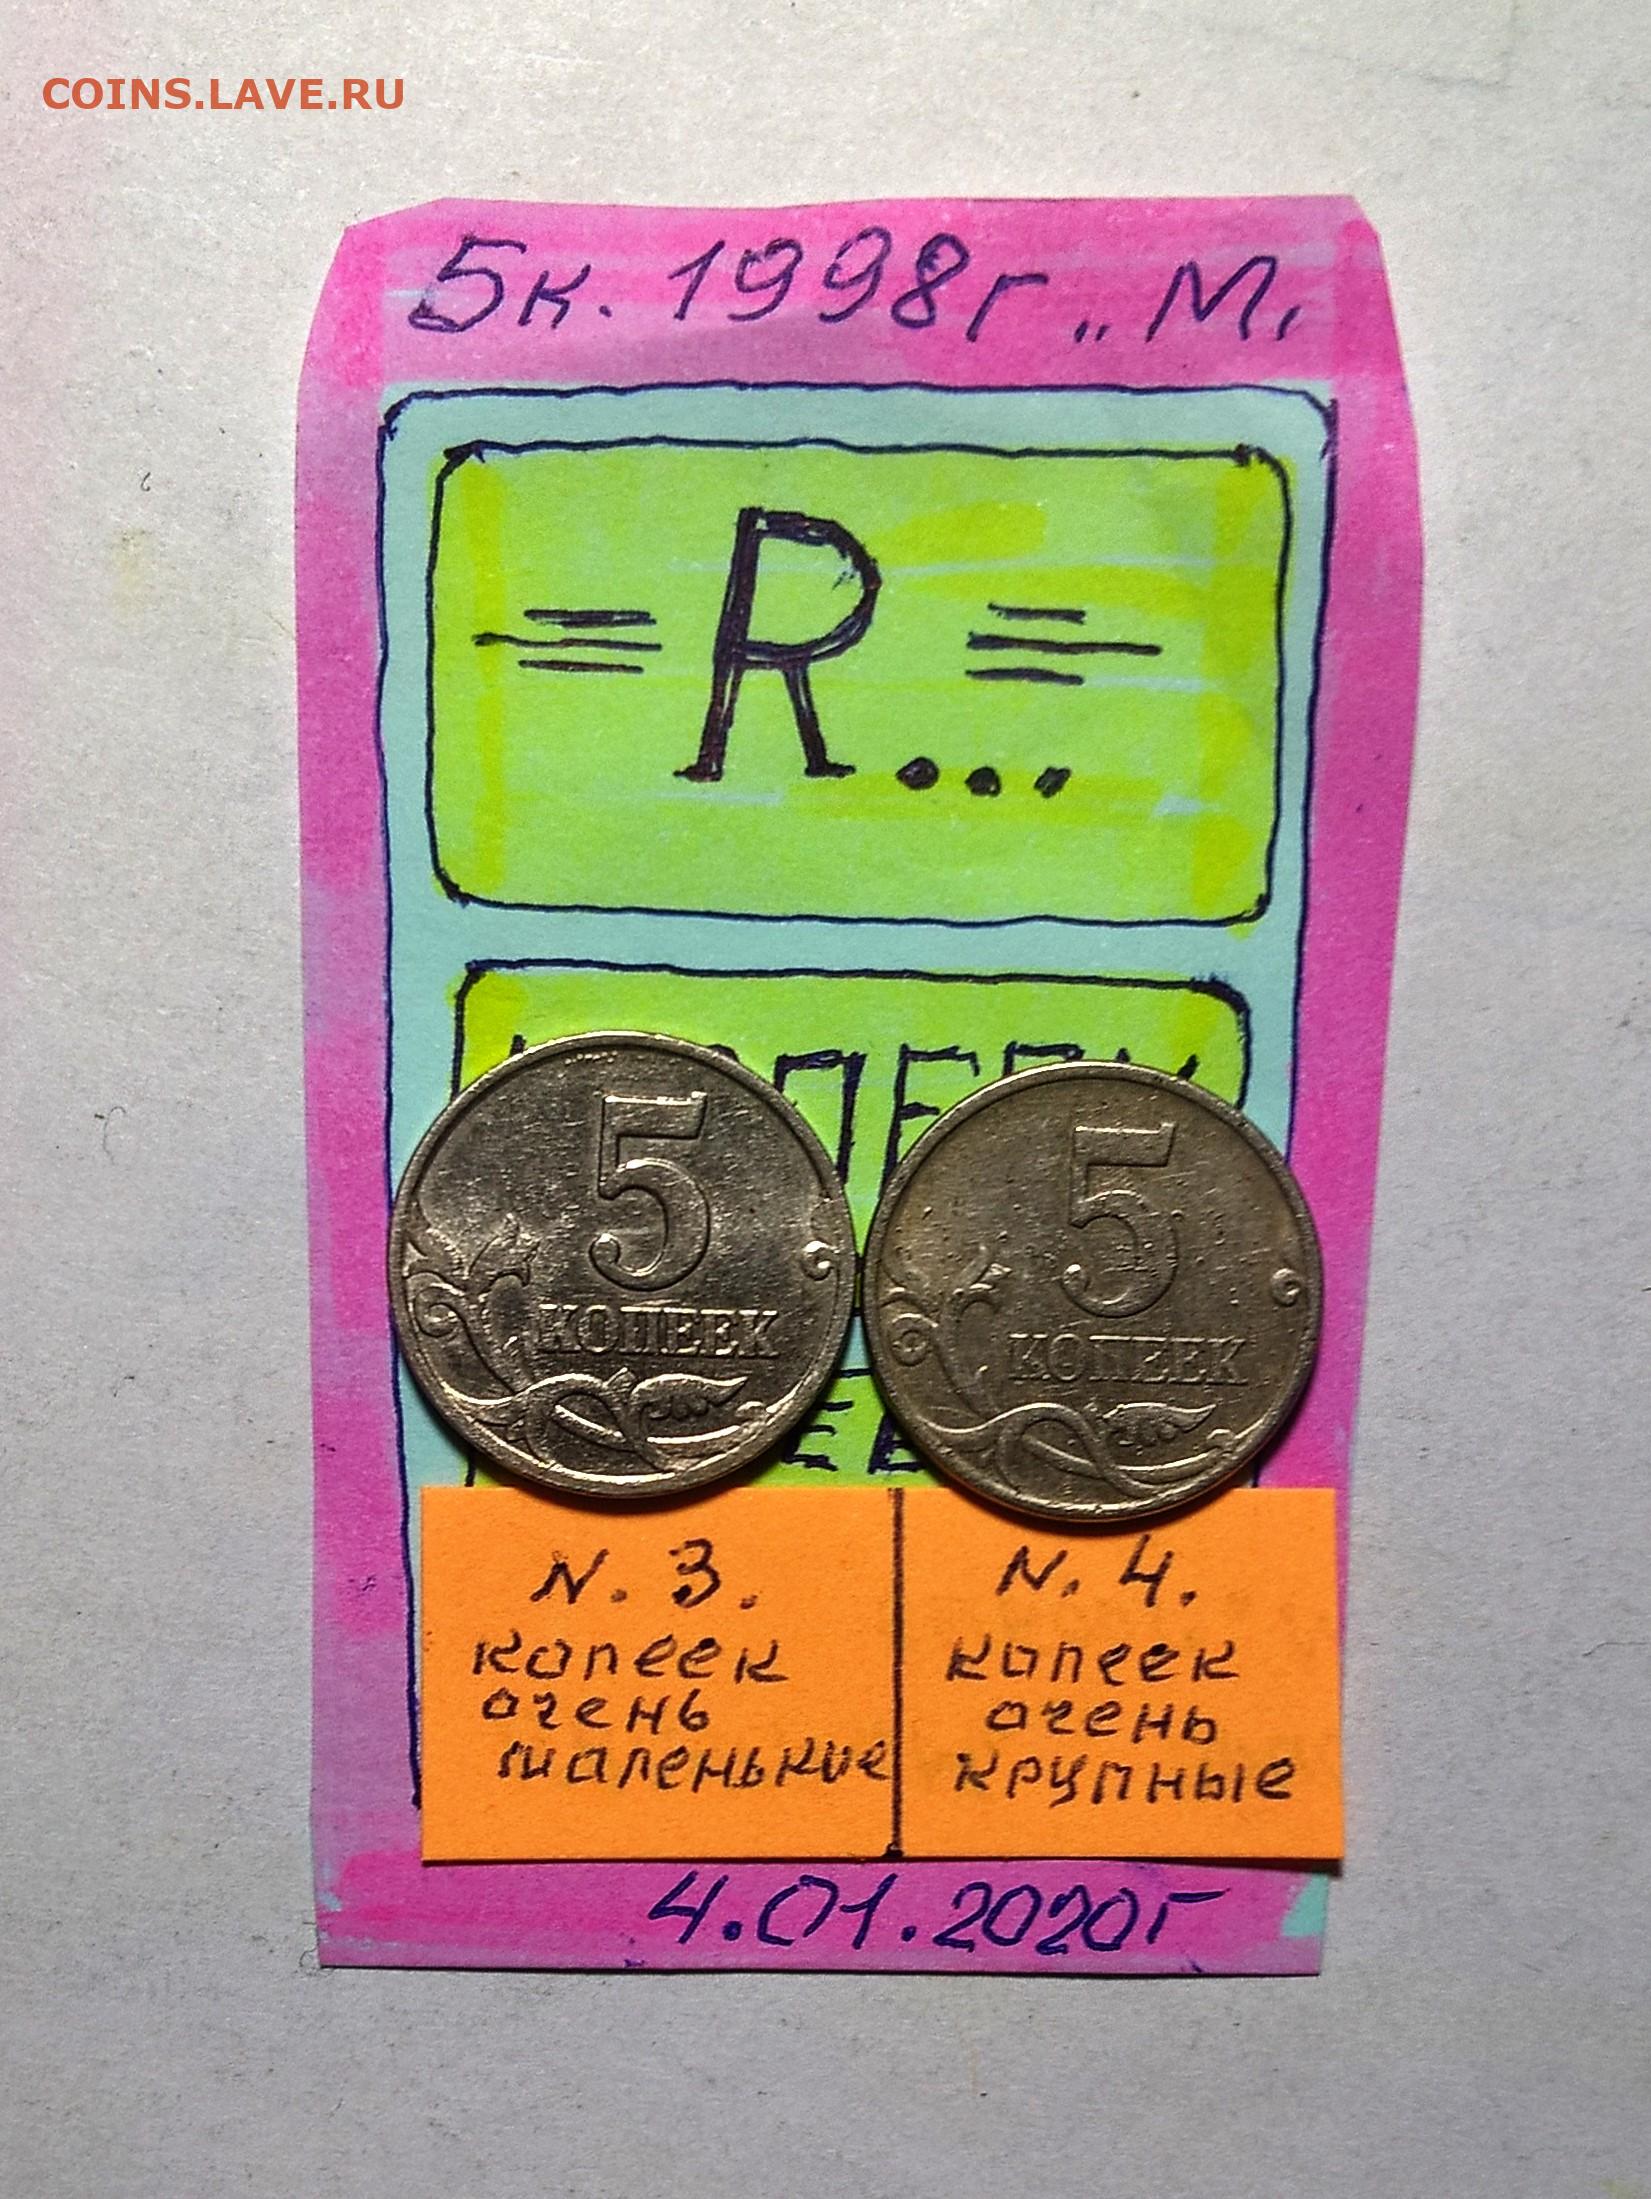 COINS.LAVE.RU
5к. 1998г „М,
R...
5
КОПЕЕК
5
КОПЕЕК
N. 3.
копеек
очень
маленькие
N. 4.
копеек
очень
крупные
4.01.2020г